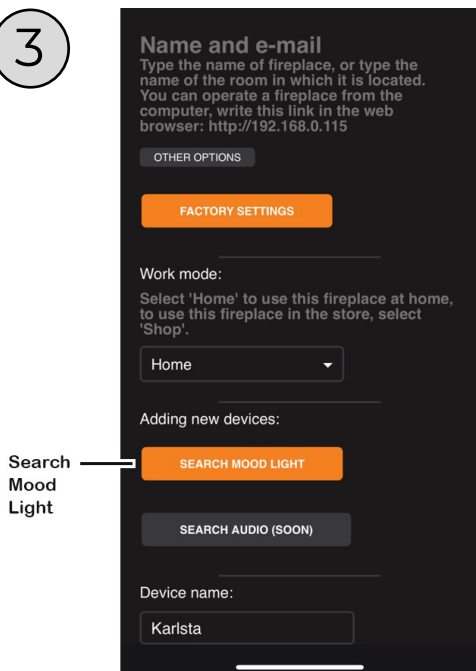 3
Name and e-mail
Type the name of fireplace, or type the
name of the room in which it is located.
You can operate a fireplace from the
computer, write this link in the web
browser: http://192.168.0.115
OTHER OPTIONS
FACTORY SETTINGS
Work mode:
Select 'Home' to use this fireplace at home,
to use this fireplace in the store, select
'Shop'.
Home
Adding new devices:
Search
Mood
Light
SEARCH MOOD LIGHT
SEARCH AUDIO (SOON)
Device name:
Karlsta